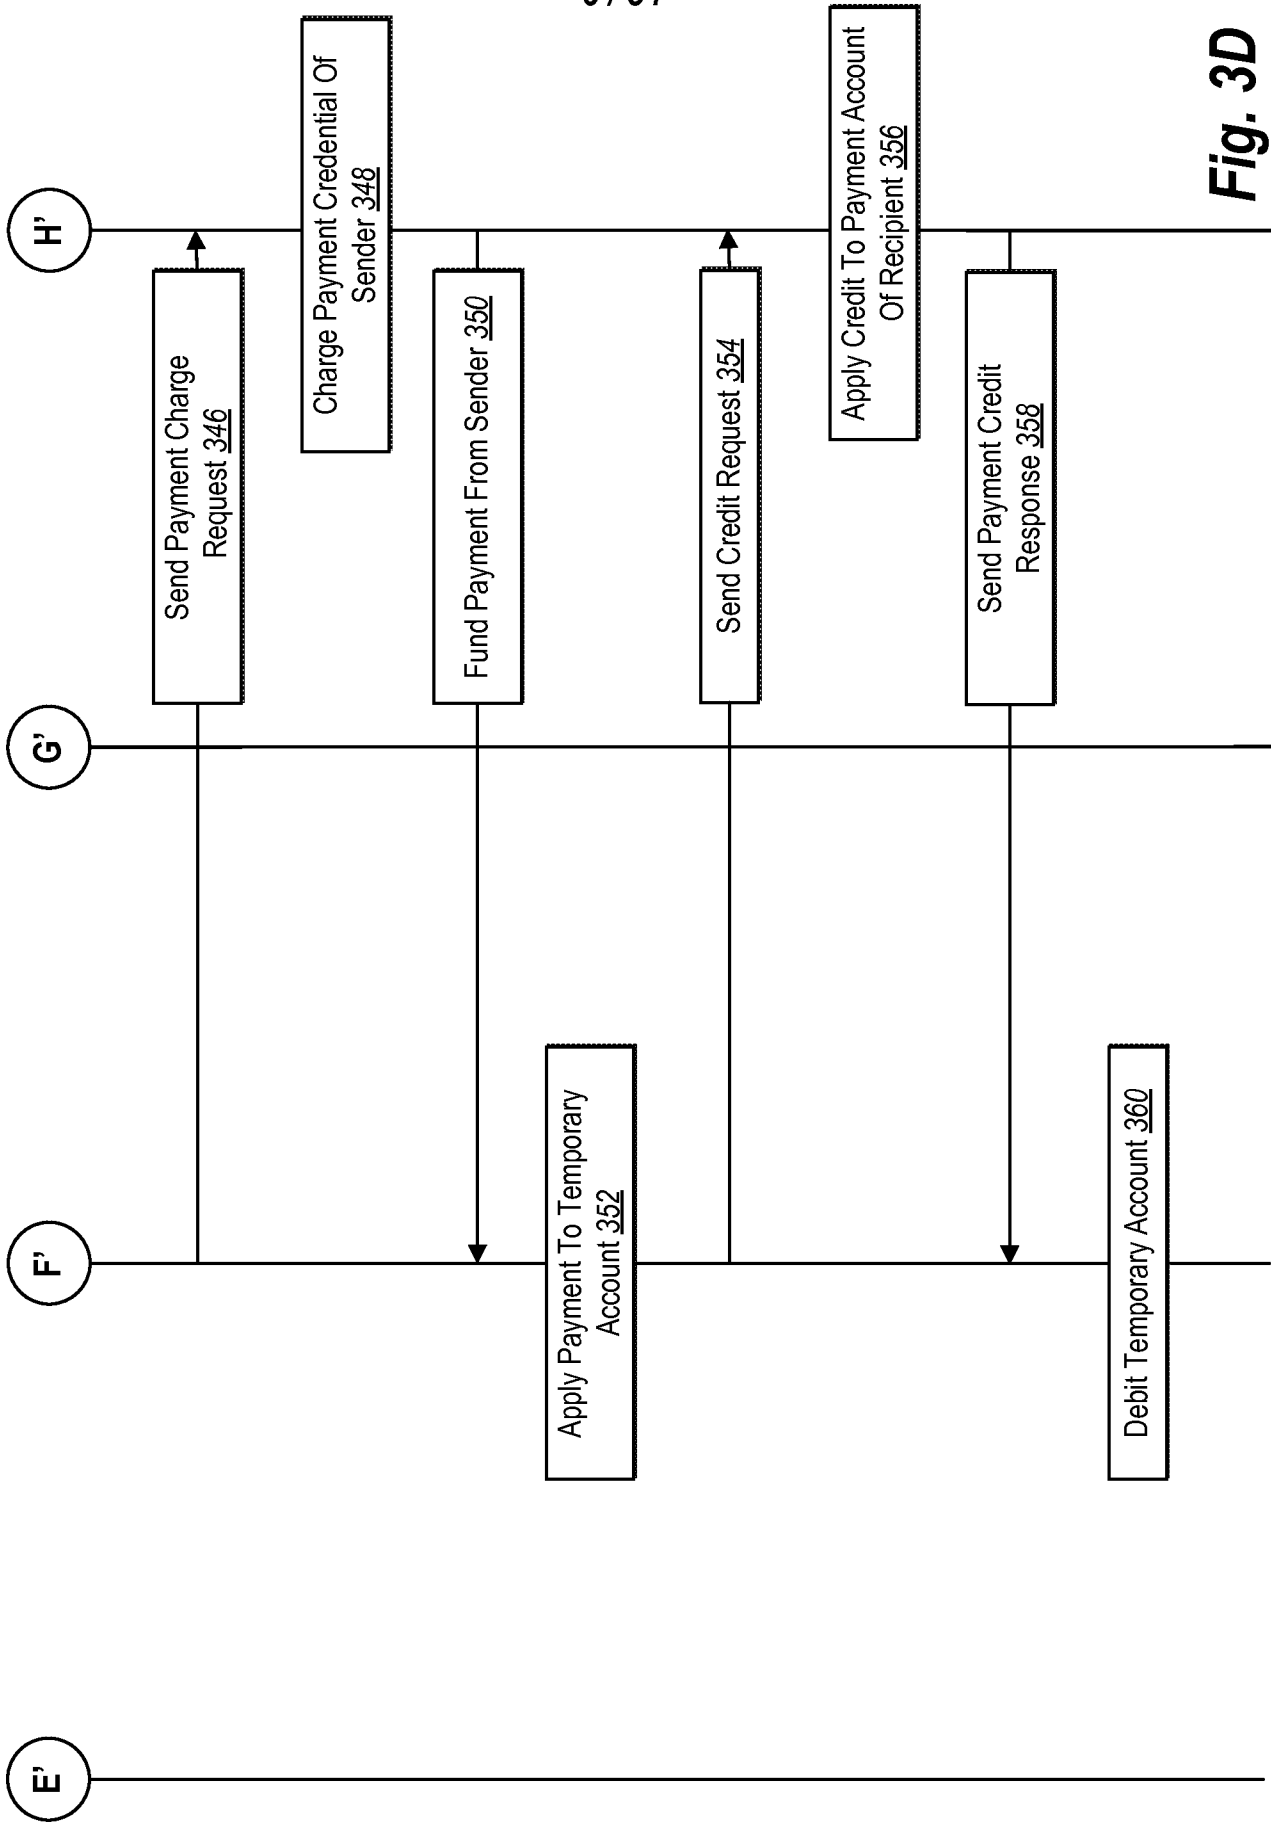 E'
F'
G'
H'
Send Payment Charge
Request 346
Charge Payment Credential Of
Sender 348
Fund Payment From Sender 350
Apply Payment To Temporary
Account 352
Send Credit Request 354
Apply Credit To Payment Account
Of Recipient 356
Send Payment Credit
Response 358
Debit Temporary Account 360
Fig. 3D